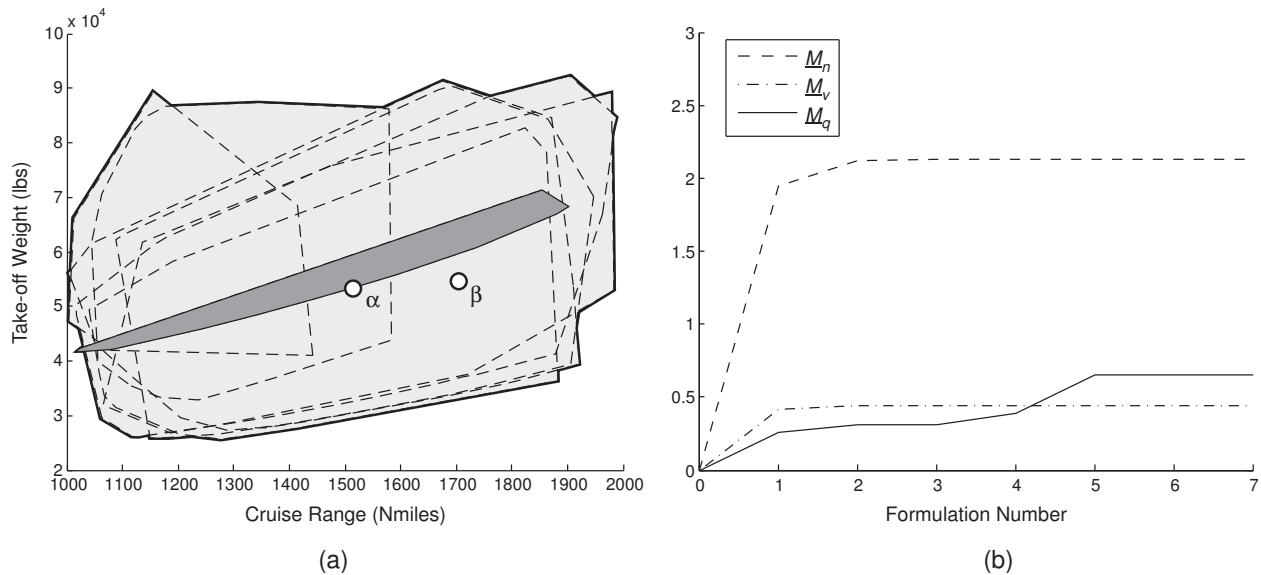 x 10⁴
10
9
8
7
6
5
4
3
2
Take-off Weight (lbs)
1000 1100 1200 1300 1400 1500 1600 1700 1800 1900 2000
Cruise Range (Nmiles)
α
β
(a)
3
2.5
2
1.5
1
0.5
0
M_n
M_v
M_q
0 1 2 3 4 5 6 7
Formulation Number
(b)